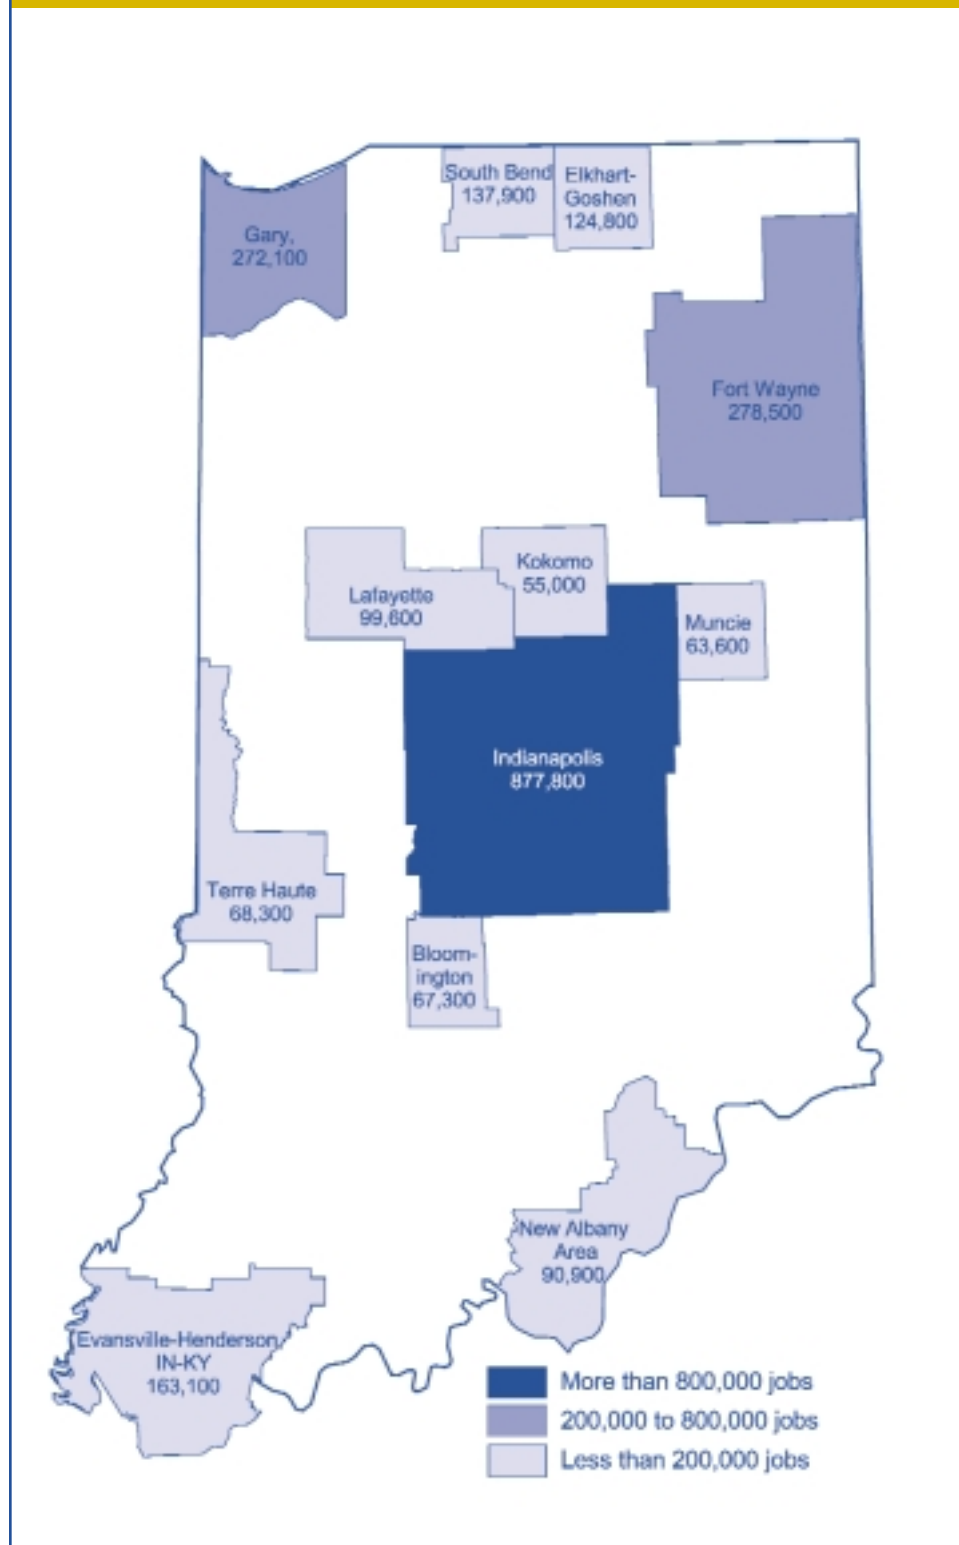 South Bend
137,900
Elkhart-
Goshen
124,800
Gary,
272,100
Fort Wayne
278,500
Kokomo
55,000
Lafayette
99,600
Muncie
63,600
Indianapolis
877,800
Terre Haute
68,300
Bloom-
ington
67,300
New Albany
Area
90,900
Evansville-Henderson
IN-KY
163,100
More than 800,000 jobs
200,000 to 800,000 jobs
Less than 200,000 jobs